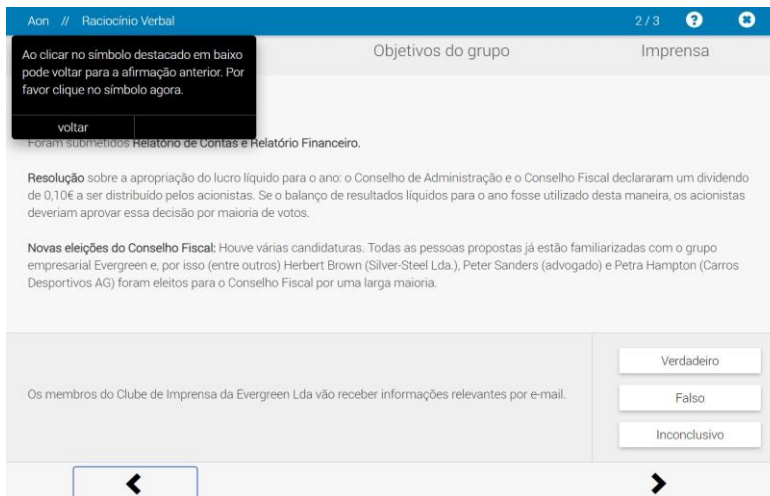 Aon // Raciocínio Verbal
2 / 3
Ao clicar no símbolo destacado em baixo
pode voltar para a afirmação anterior. Por
favor clique no símbolo agora.
voltar
Objetivos do grupo
Imprensa
Foram submetidos Relatório de Contas e Relatório Financeiro.
Resolução sobre a apropriação do lucro líquido para o ano: o Conselho de Administração e o Conselho Fiscal declararam um dividendo
de 0,10€ a ser distribuído pelos acionistas. Se o balanço de resultados líquidos para o ano fosse utilizado desta maneira, os acionistas
deveriam aprovar essa decisão por maioria de votos.
Novas eleições do Conselho Fiscal: Houve várias candidaturas. Todas as pessoas propostas já estão familiarizadas com o grupo
empresarial Evergreen e, por isso (entre outros) Herbert Brown (Silver-Steel Lda.), Peter Sanders (advogado) e Petra Hampton (Carros
Desportivos AG) foram eleitos para o Conselho Fiscal por uma larga maioria.
Os membros do Clube de Imprensa da Evergreen Lda vão receber informações relevantes por e-mail.
Verdadeiro
Falso
Inconclusivo